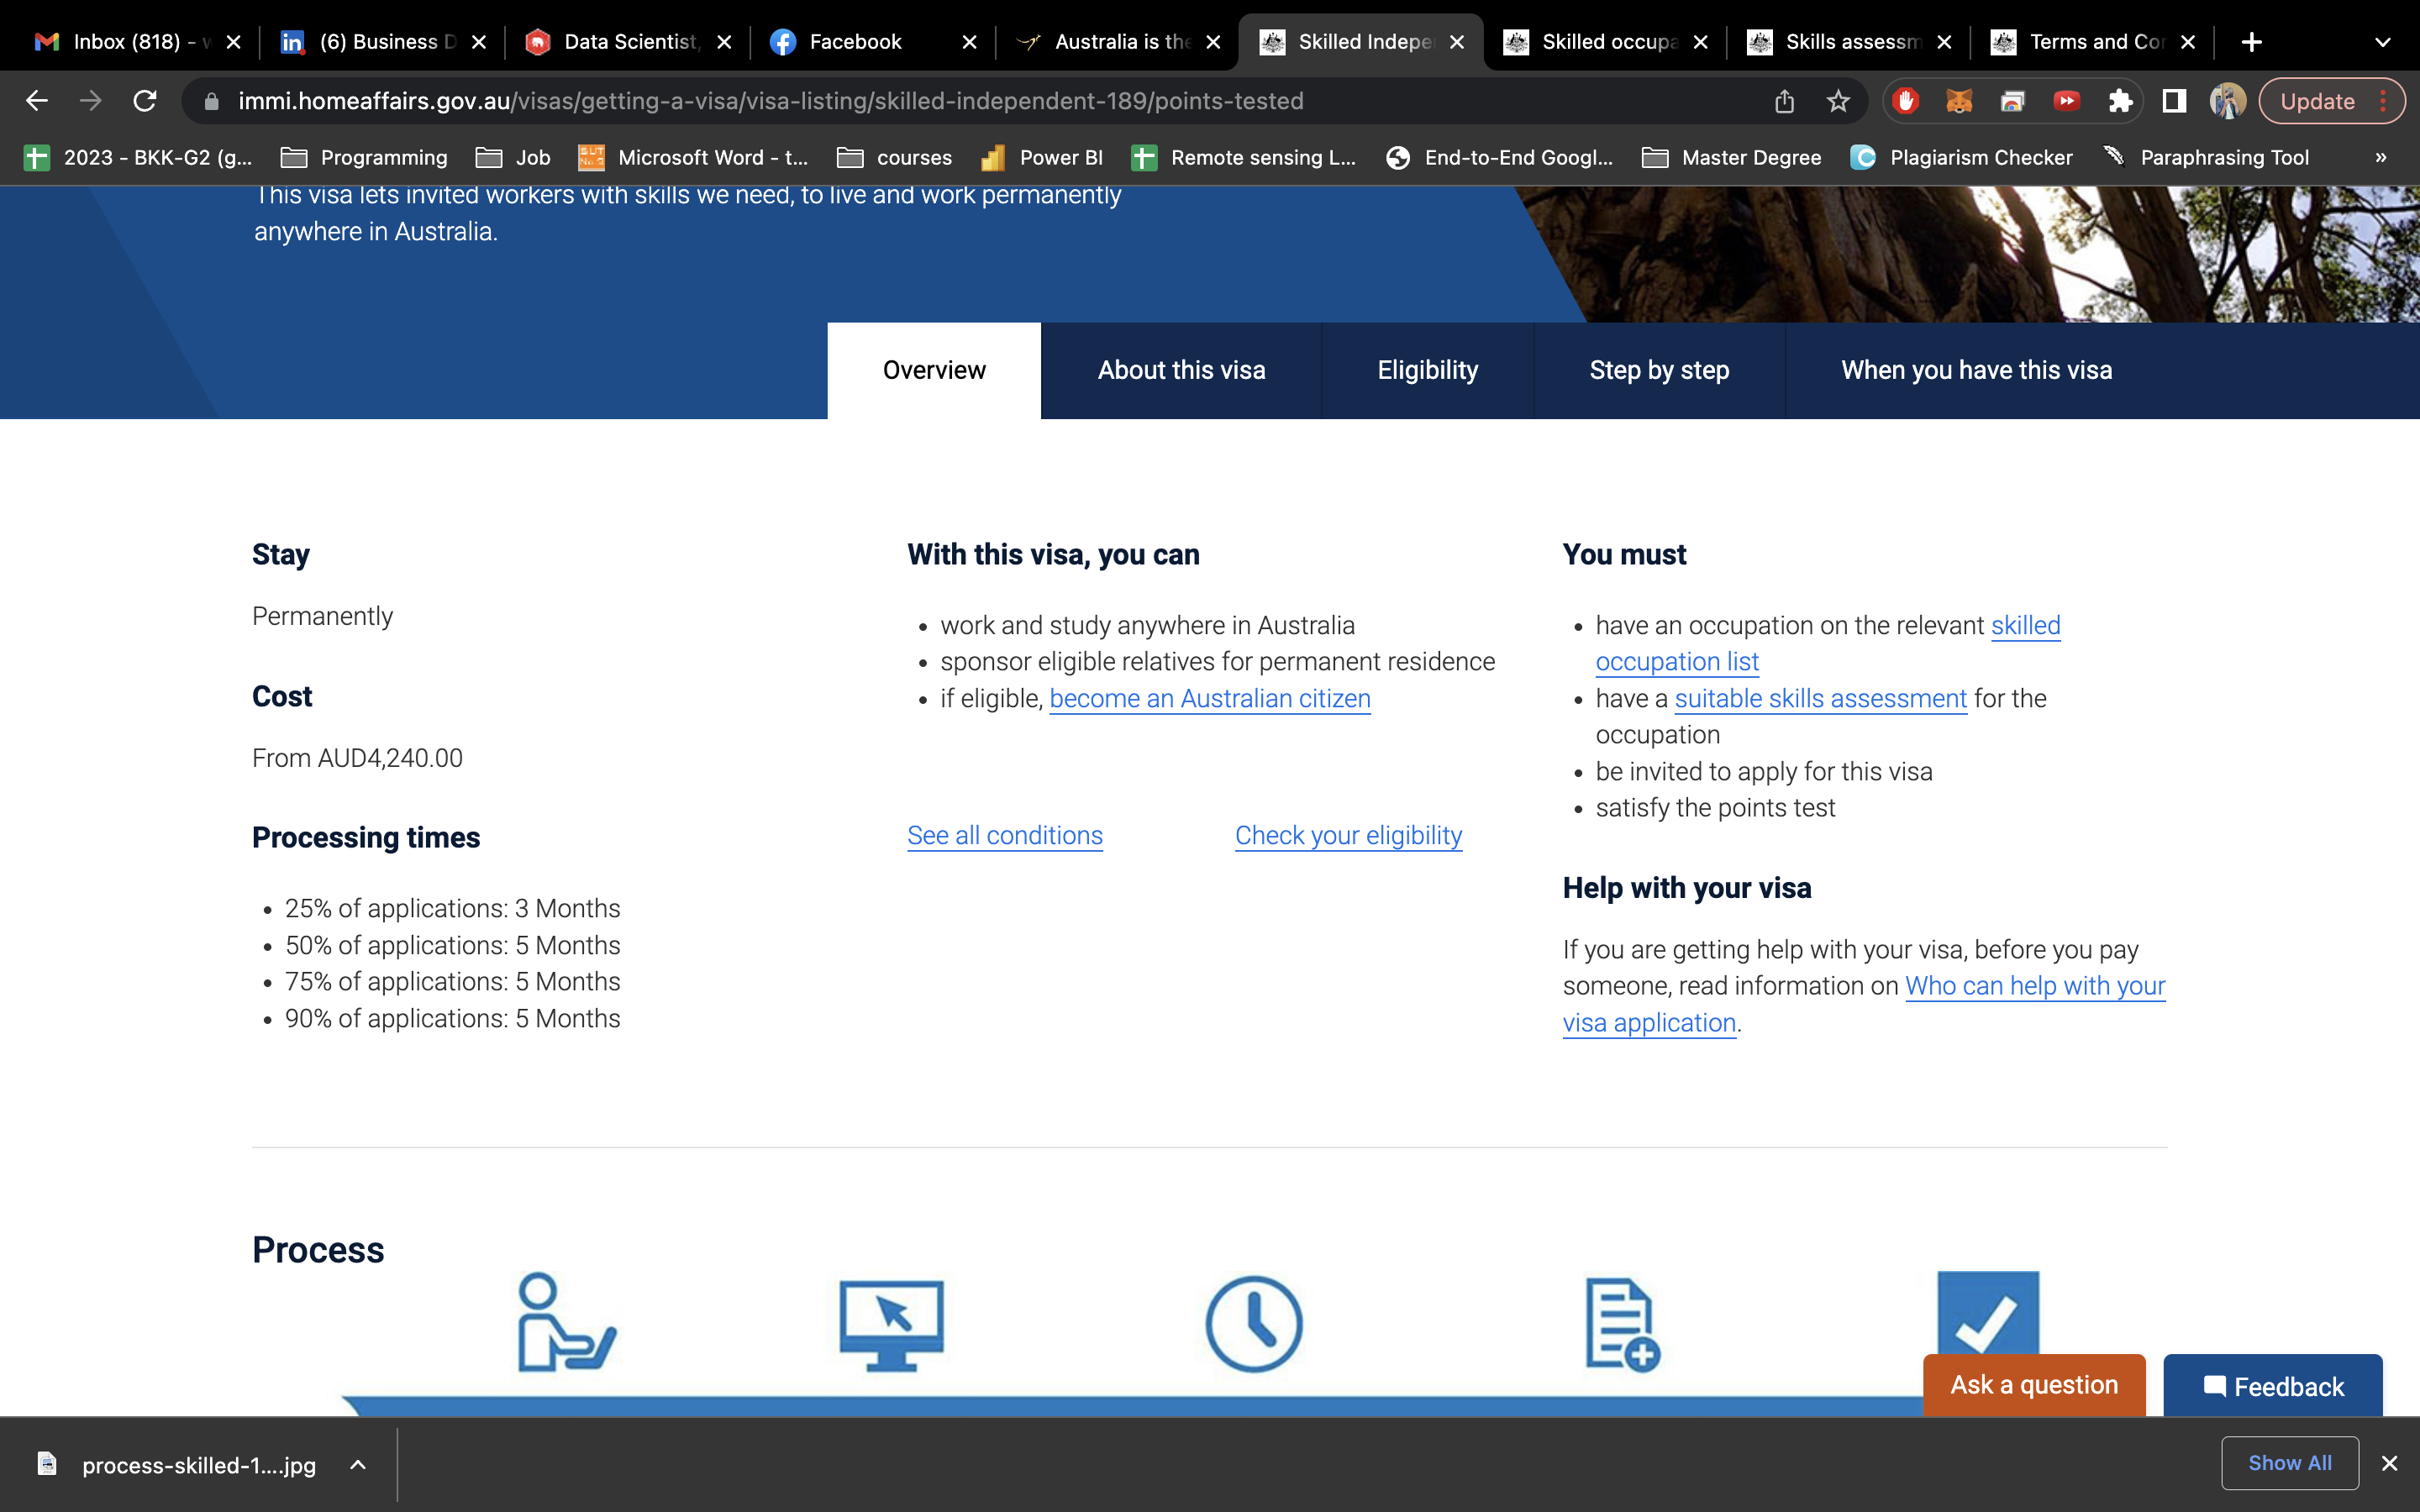 Inbox (818) - w
(6) Business D
Data Scientist,
Facebook
Australia is the
Skilled Indepe
Skilled occupa
Skills assessm
Terms and Cor
immi.homeaffairs.gov.au/visas/getting-a-visa/visa-listing/skilled-independent-189/points-tested
Update
2023 - BKK-G2 (g...
Programming
Job
Microsoft Word - t...
courses
Power BI
Remote sensing L...
End-to-End Googl...
Master Degree
Plagiarism Checker
Paraphrasing Tool
»
This visa lets invited workers with skills we need, to live and work permanently
anywhere in Australia.
Overview
About this visa
Eligibility
Step by step
When you have this visa
Stay
Permanently
Cost
From AUD4,240.00
Processing times
25% of applications: 3 Months
50% of applications: 5 Months
75% of applications: 5 Months
90% of applications: 5 Months
With this visa, you can
work and study anywhere in Australia
sponsor eligible relatives for permanent residence
if eligible, become an Australian citizen
See all conditions
Check your eligibility
You must
have an occupation on the relevant skilled
occupation list
have a suitable skills assessment for the
occupation
be invited to apply for this visa
satisfy the points test
Help with your visa
If you are getting help with your visa, before you pay
someone, read information on Who can help with your
visa application.
Process
Ask a question
Feedback
process-skilled-1....jpg
Show All